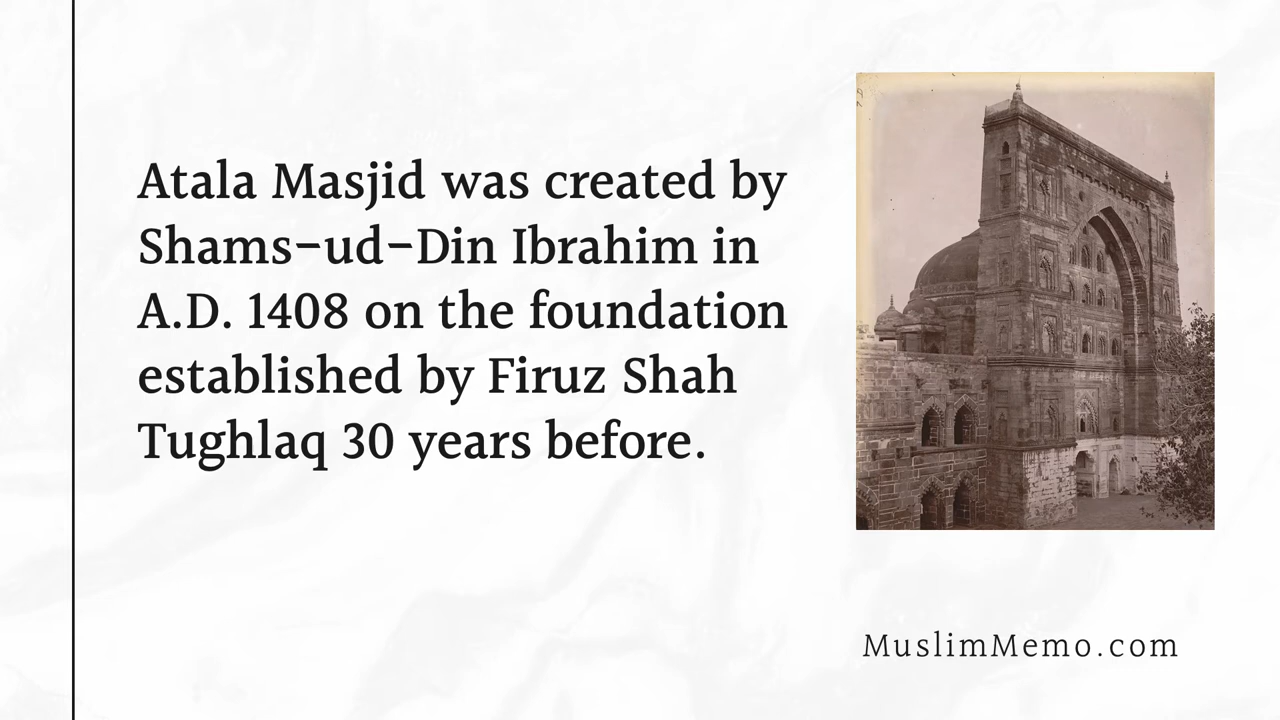 Atala Masjid was created by
Shams-ud-Din Ibrahim in
A.D. 1408 on the foundation
established by Firuz Shah
Tughlaq 30 years before.
MuslimMemo.com